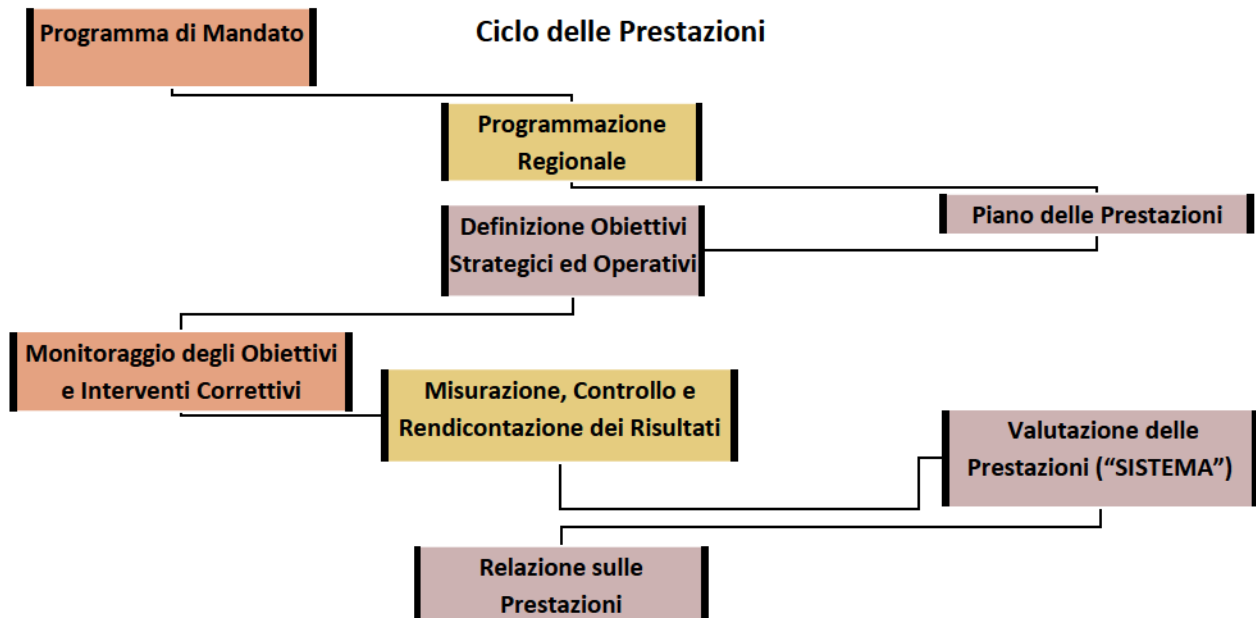 Programma di Mandato
Ciclo delle Prestazioni
Programmazione
Regionale
Piano delle Prestazioni
Definizione Obiettivi
Strategici ed Operativi
Monitoraggio degli Obiettivi
e Interventi Correttivi
Misurazione, Controllo e
Rendicontazione dei Risultati
Valutazione delle
Prestazioni (“SISTEMA”)
Relazione sulle
Prestazioni